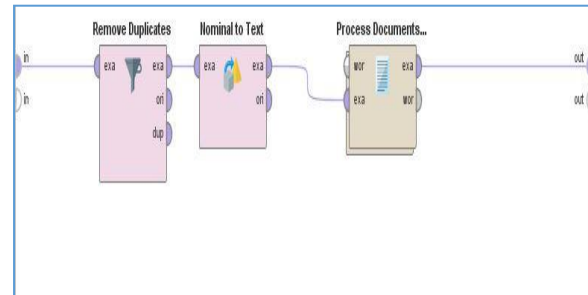 Remove Duplicates Nominal to Text Process Documents...
in exa exa exa exa wor exa out
in ori ori exa wor out
dup